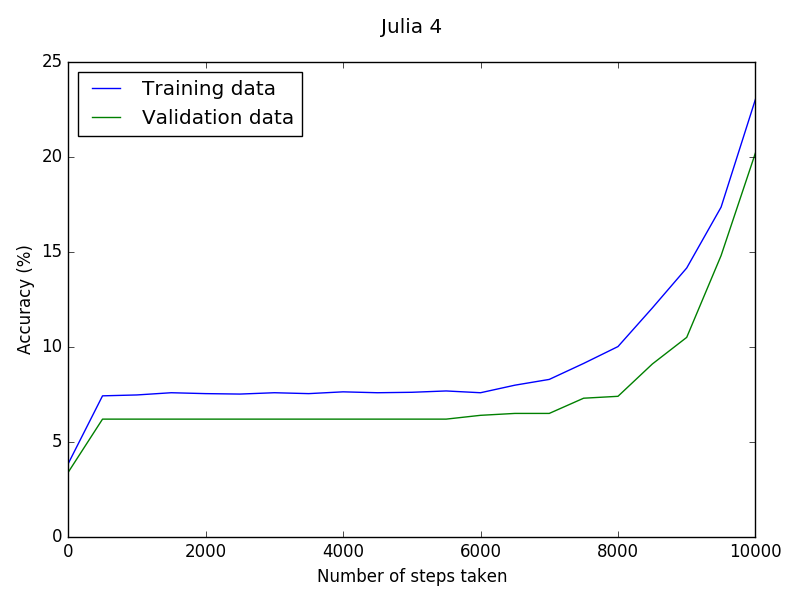 Julia 4
25
20
15
10
5
0
Accuracy (%)
Training data
Validation data
0 2000 4000 6000 8000 10000
Number of steps taken